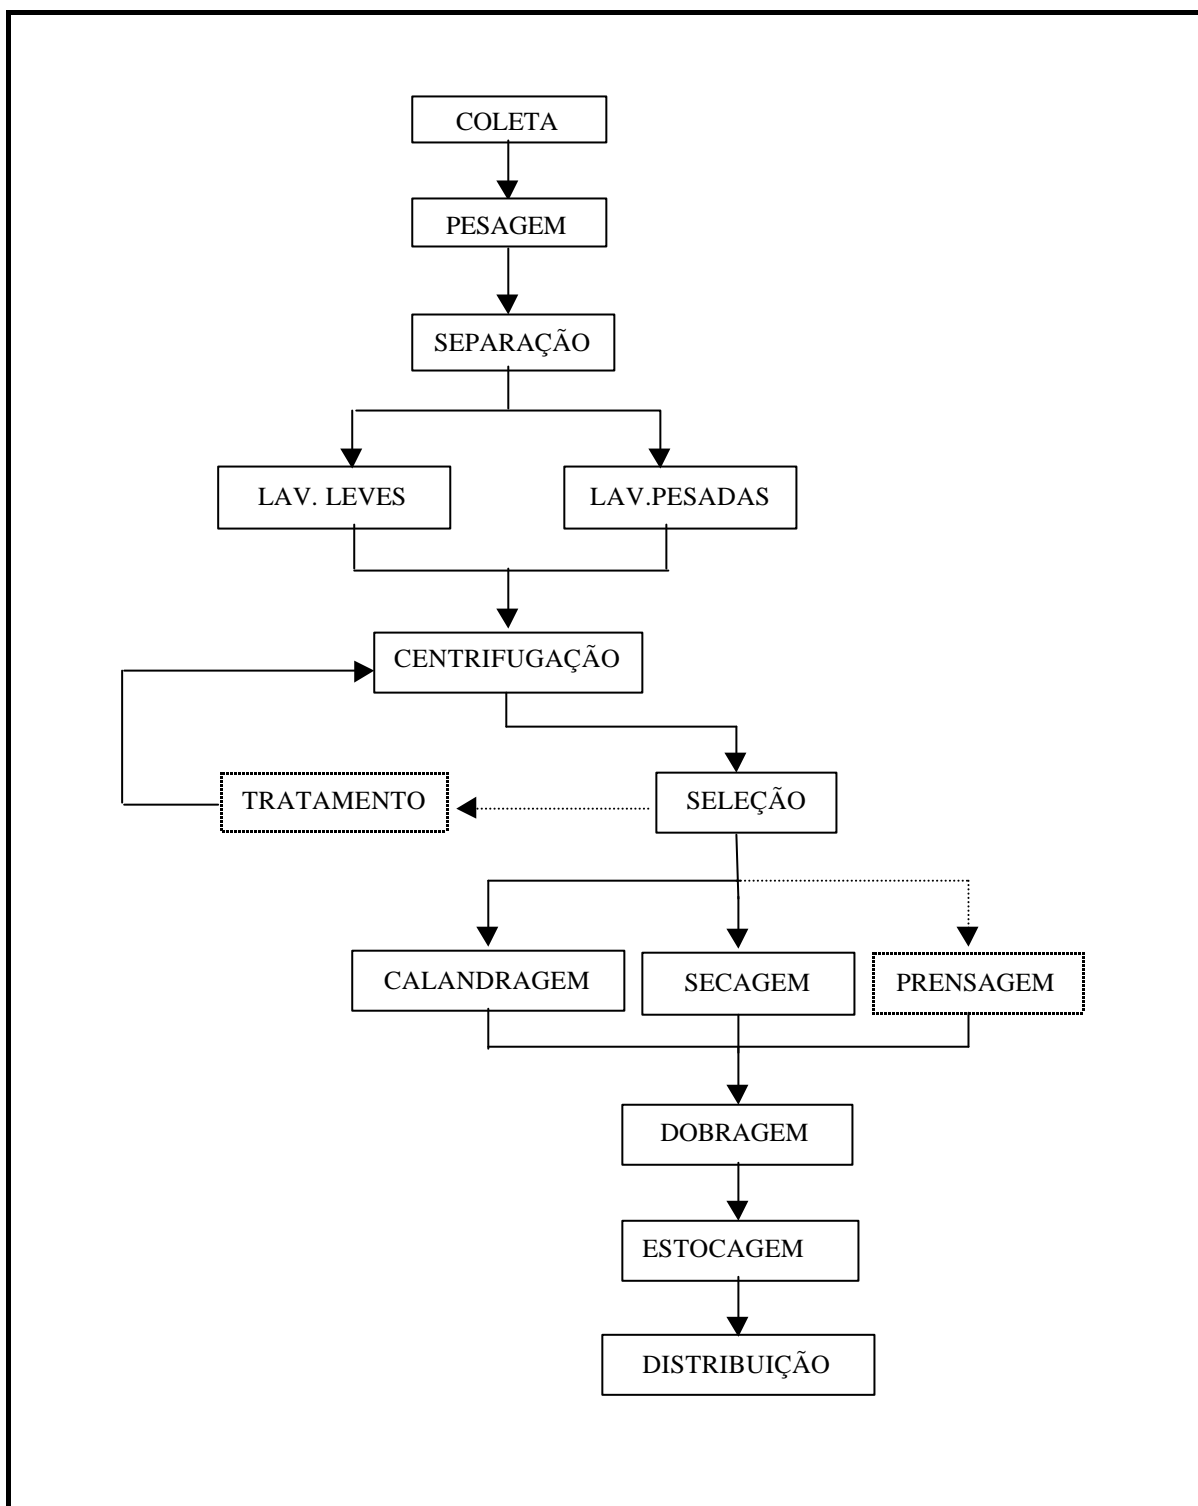 COLETA
PESAGEM
SEPARAÇÃO
LAV. LEVES
LAV.PESADAS
CENTRIFUGAÇÃO
TRATAMENTO
SELEÇÃO
CALANDRAGEM
SECAGEM
PRENSAGEM
DOBRAGEM
ESTOCAGEM
DISTRIBUIÇÃO